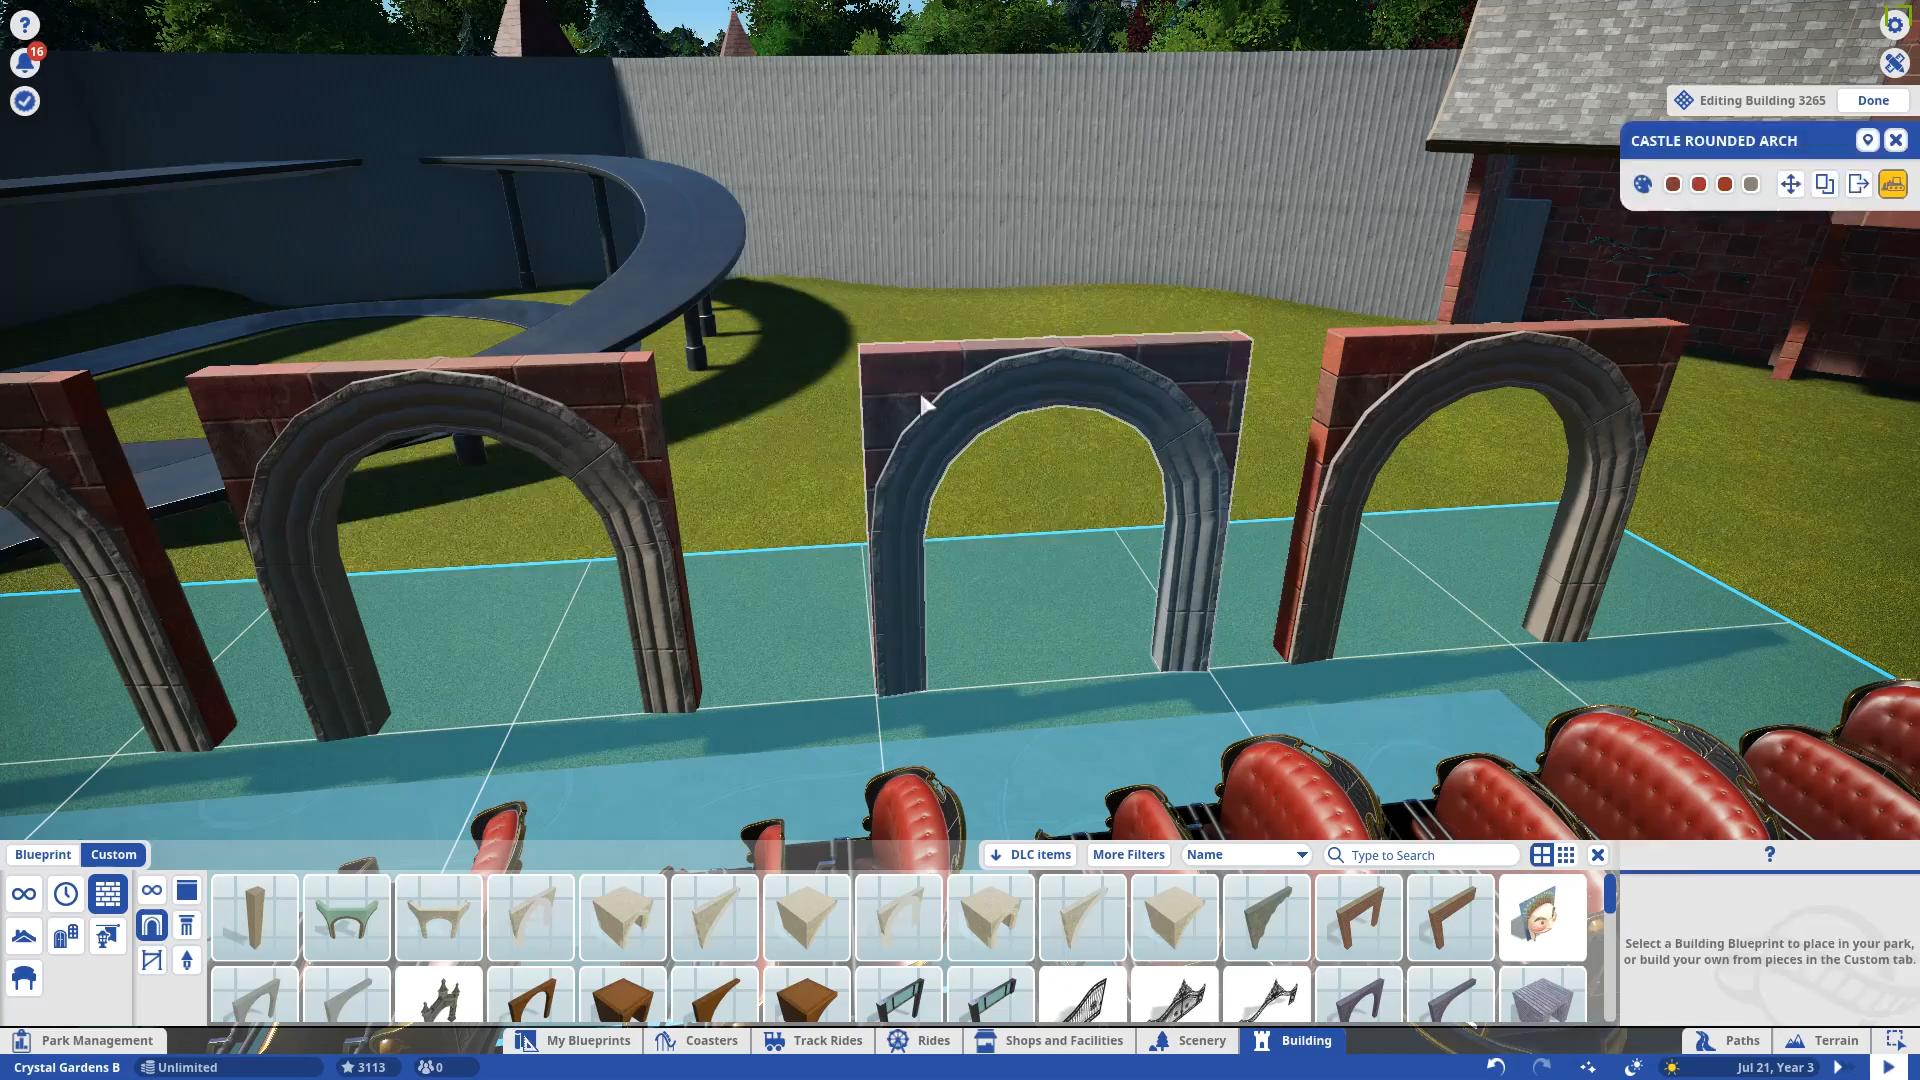 ?
16
Editing Building 3265
Done
CASTLE ROUNDED ARCH
Blueprint
Custom
DLC items
More Filters
Name
Type to Search
?
Select a Building Blueprint to place in your park,
or build your own from pieces in the Custom tab.
Park Management
My Blueprints
Coasters
Track Rides
Rides
Shops and Facilities
Scenery
Building
Paths
Terrain
Crystal Gardens B
Unlimited
3113
0
Jul 21, Year 3